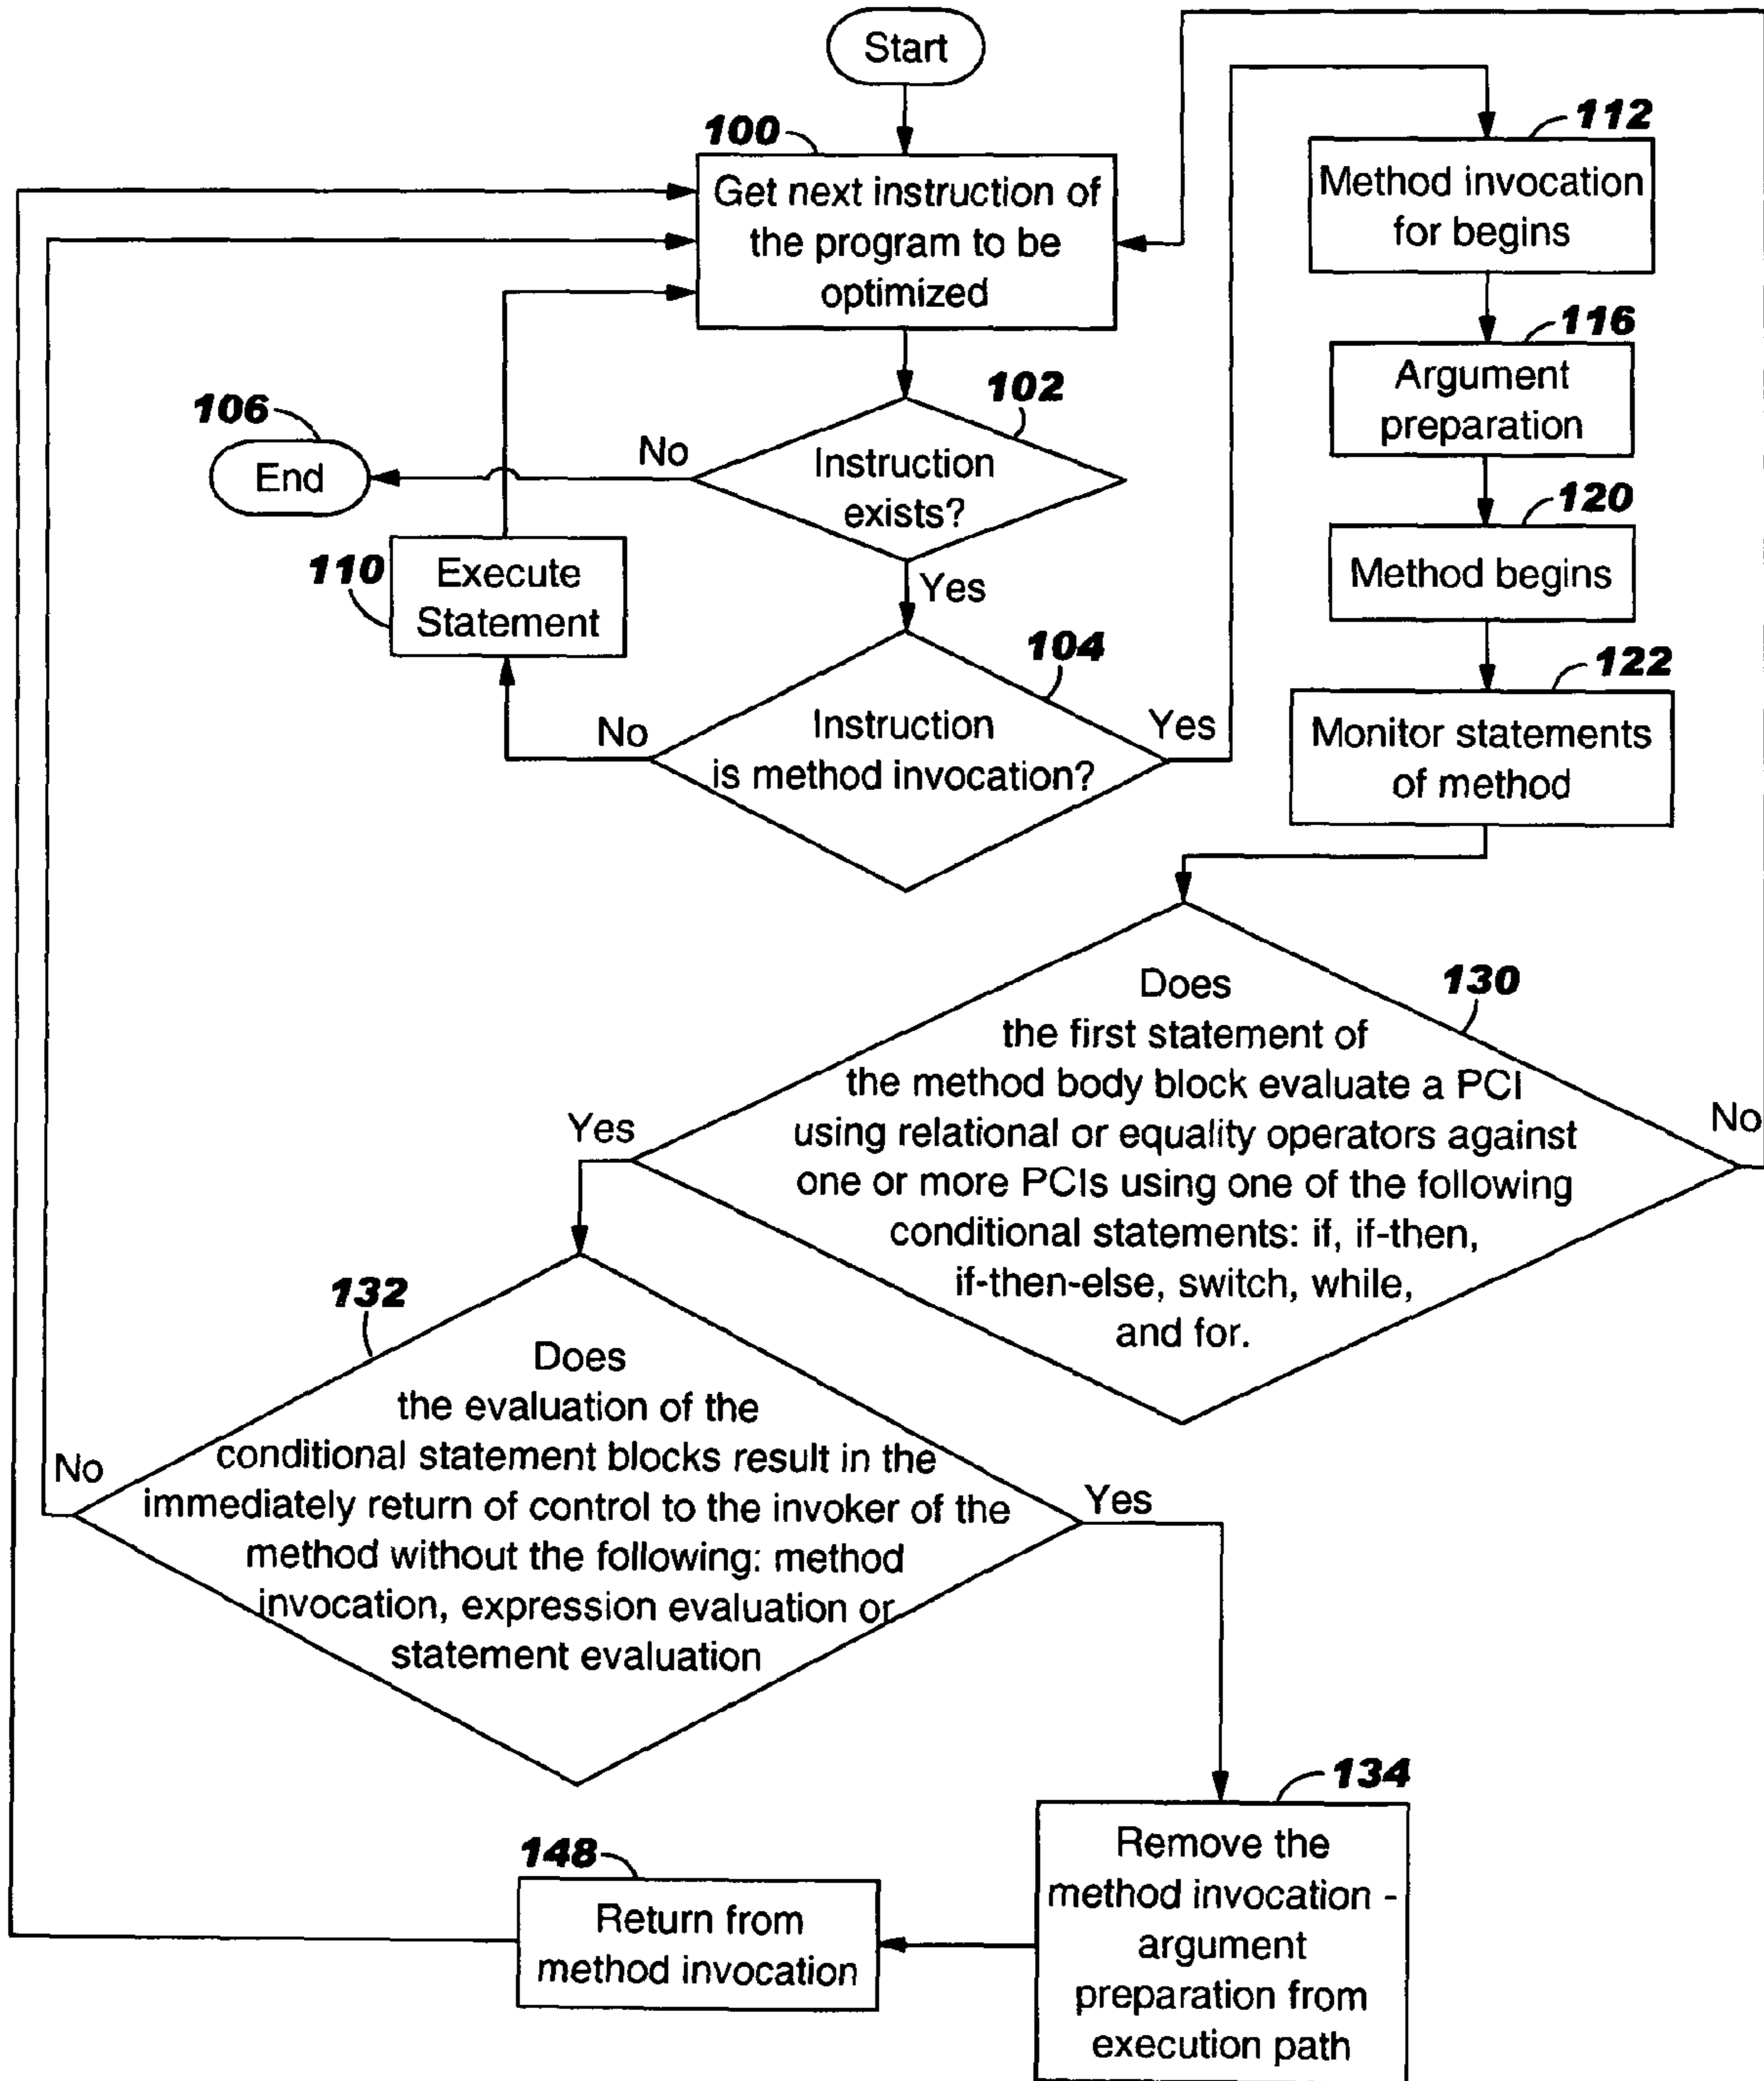 Start
100
Get next instruction of
the program to be
optimized
102
Instruction
exists?
No
106
End
Yes
110
Execute
Statement
104
Instruction
is method invocation?
No
Yes
112
Method invocation
for begins
116
Argument
preparation
120
Method begins
122
Monitor statements
of method
130
Does
the first statement of
the method body block evaluate a PCI
using relational or equality operators against
one or more PCIs using one of the following
conditional statements: if, if-then,
if-then-else, switch, while,
and for.
Yes
No
132
Does
the evaluation of the
conditional statement blocks result in the
immediately return of control to the invoker of the
method without the following: method
invocation, expression evaluation or
statement evaluation
No
Yes
134
Remove the
method invocation -
argument
preparation from
execution path
148
Return from
method invocation